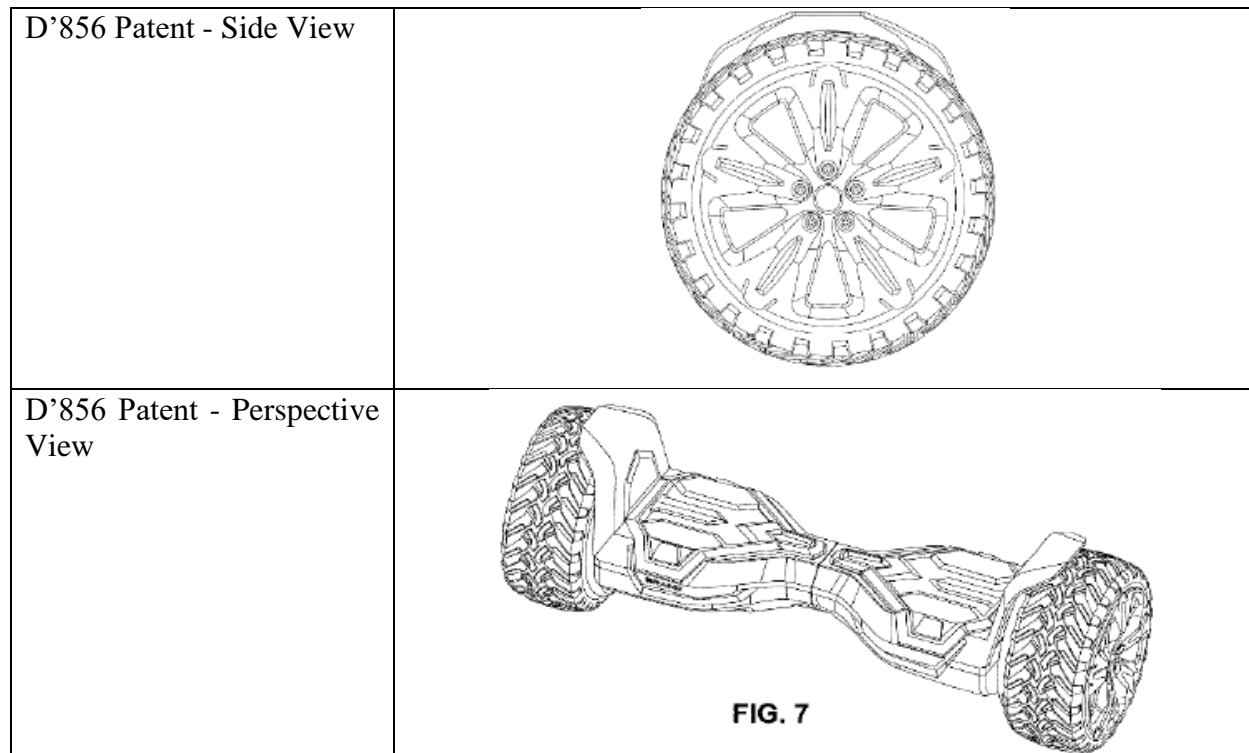 D’856 Patent - Side View
D’856 Patent - Perspective
View
FIG. 7